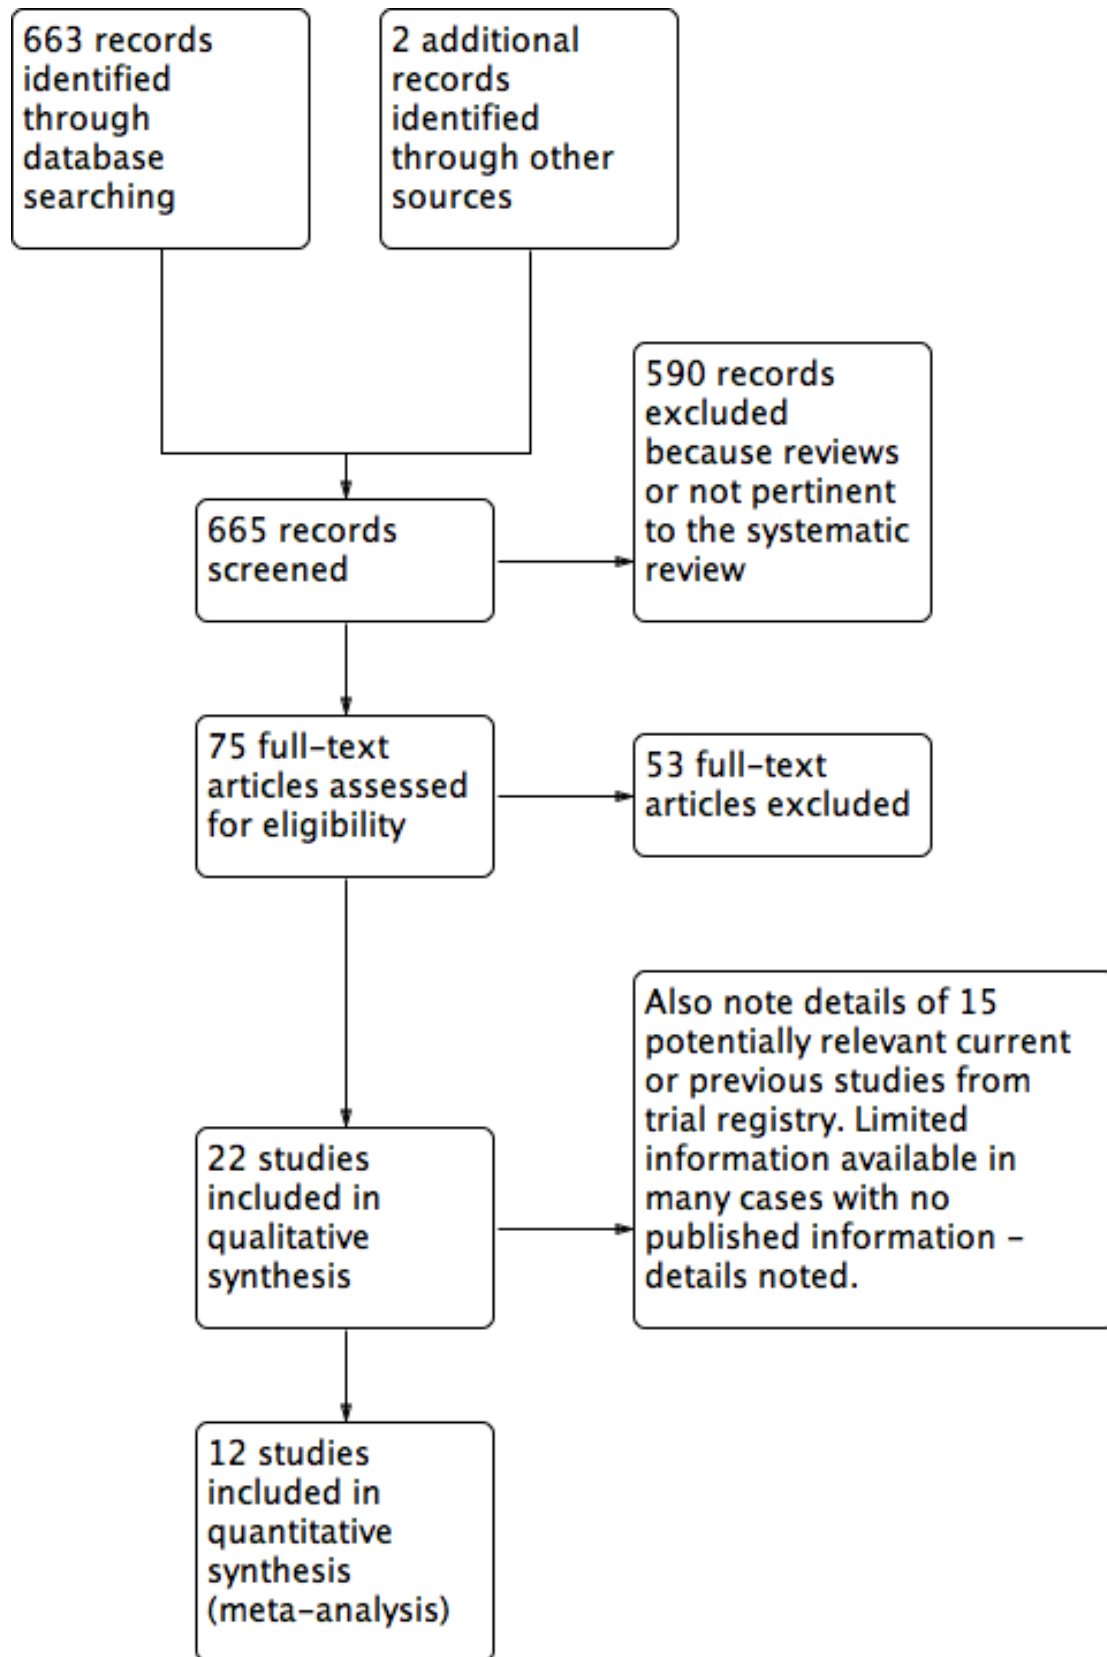 663 records
identified
through
database
searching
2 additional
records
identified
through other
sources
590 records
excluded
because reviews
or not pertinent
to the systematic
review
665 records
screened
75 full–text
articles assessed
for eligibility
53 full–text
articles excluded
Also note details of 15
potentially relevant current
or previous studies from
trial registry. Limited
information available in
many cases with no
published information –
details noted.
22 studies
included in
qualitative
synthesis
12 studies
included in
quantitative
synthesis
(meta–analysis)